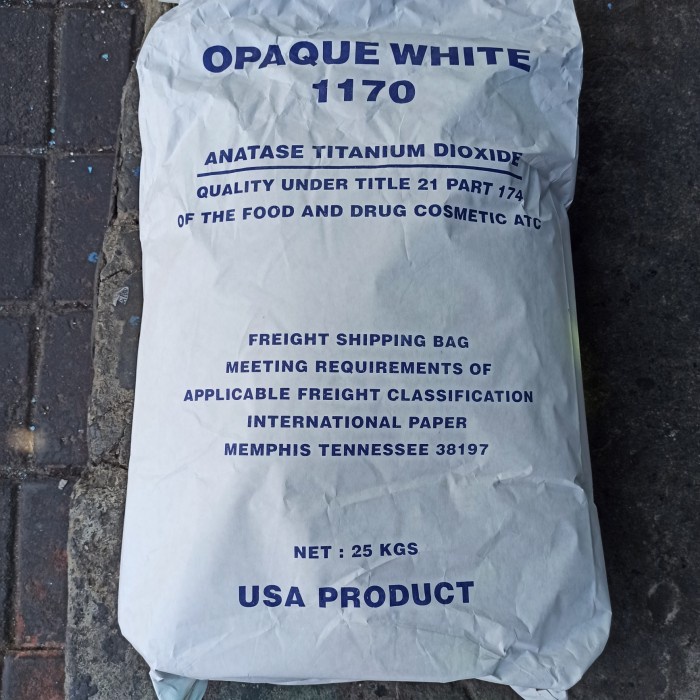 OPAQUE WHITE
1170
ANATASE TITANIUM DIOXIDE
QUALITY UNDER TITLE 21 PART 174
OF THE FOOD AND DRUG COSMETIC ATC
FREIGHT SHIPPING BAG
MEETING REQUIREMENTS OF
APPLICABLE FREIGHT CLASSIFICATION
INTERNATIONAL PAPER
MEMPHIS TENNESSEE 38197
NET : 25 KGS
USA PRODUCT